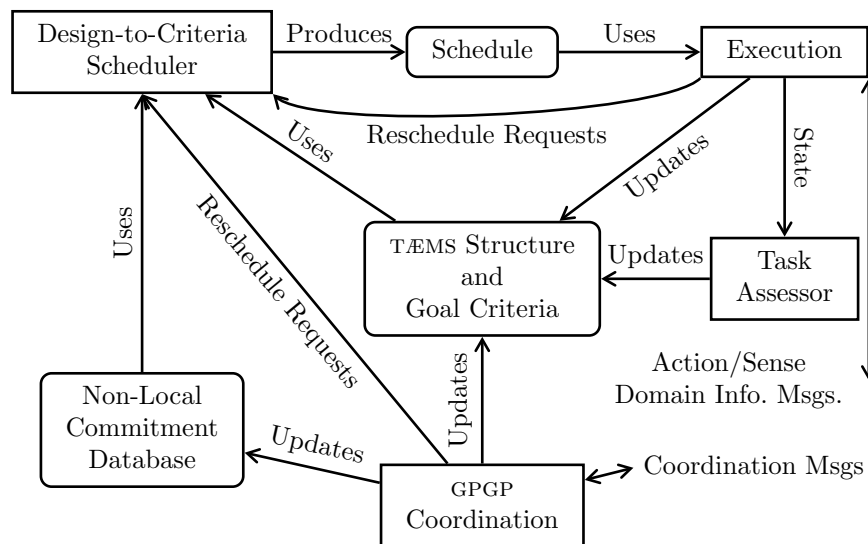 Design-to-Criteria
Scheduler
Produces
Schedule
Uses
Execution
Reschedule Requests
Uses
Updates
State
Uses
Reschedule Requests
TÆMS Structure
and
Goal Criteria
Updates
Task
Assessor
Action/Sense
Domain Info. Msgs.
Non-Local
Commitment
Database
Updates
Updates
GPGP
Coordination
Coordination Msgs